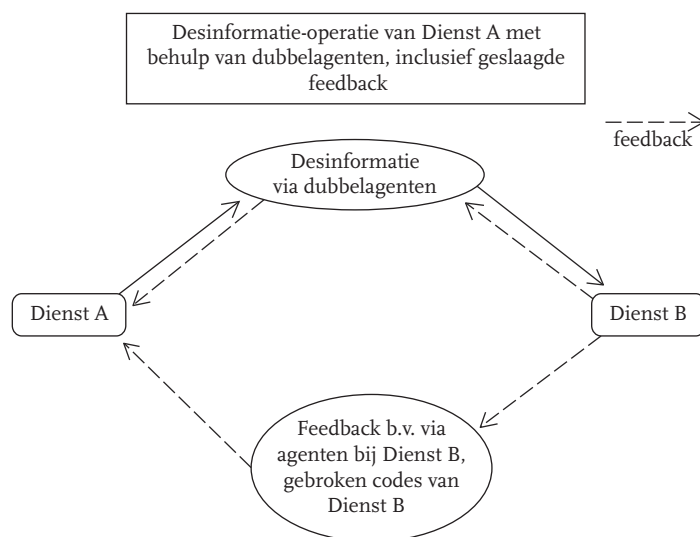 Desinformatie-operatie van Dienst A met
behulp van dubbelagenten, inclusief geslaagde
feedback
feedback
Desinformatie
via dubbelagenten
Dienst A
Dienst B
Feedback b.v. via
agenten bij Dienst B,
gebroken codes van
Dienst B